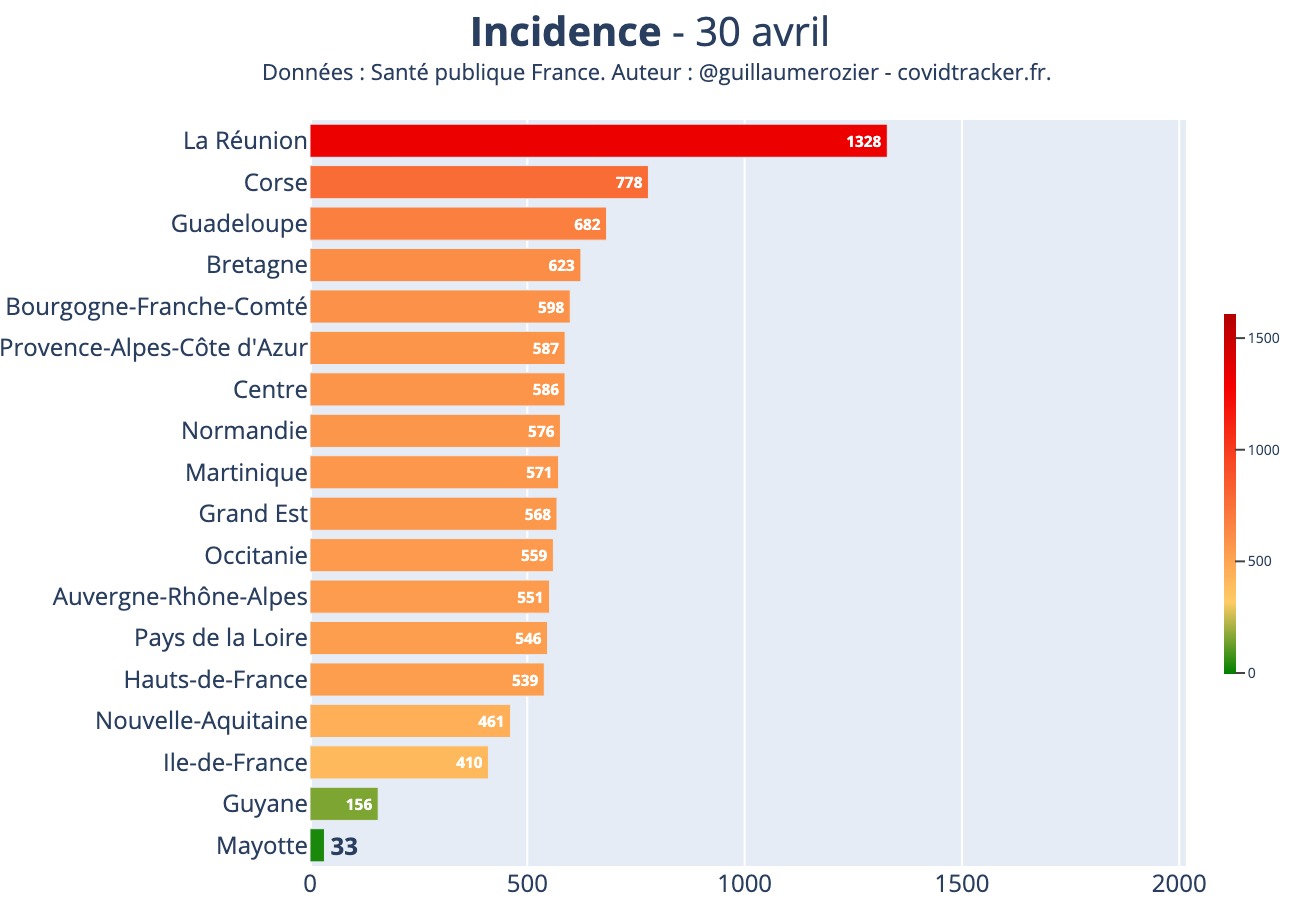 Incidence - 30 avril
Données : Santé publique France. Auteur : @guillaumerozier - covidtracker.fr.
La Réunion 1328
Corse 778
Guadeloupe 682
Bretagne 623
Bourgogne-Franche-Comté 598
Provence-Alpes-Côte d'Azur 587
Centre 586
Normandie 576
Martinique 571
Grand Est 568
Occitanie 559
Auvergne-Rhône-Alpes 551
Pays de la Loire 546
Hauts-de-France 539
Nouvelle-Aquitaine 461
Ile-de-France 410
Guyane 156
Mayotte 33
0 500 1000 1500 2000
1500
1000
500
0